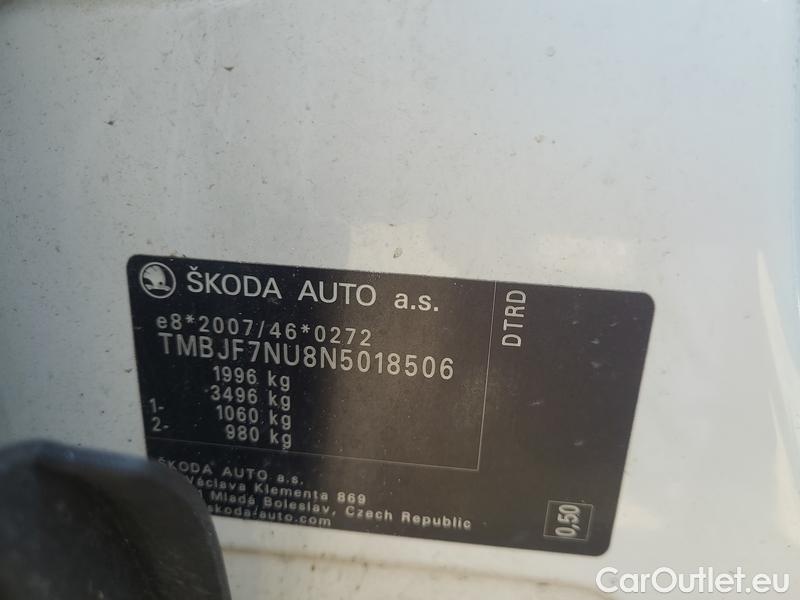 ŠKODA AUTO a.s.
e8*2007/46*0272
TMBJF7NU8N5018506
1996 kg
3496 kg
1- 1060 kg
2- 980 kg
DTRD
ŠKODA AUTO a.s.
Václava Klementa 869
Mladá Boleslav, Czech Republic
skoda-auto.com
0,50
CarOutlet.eu